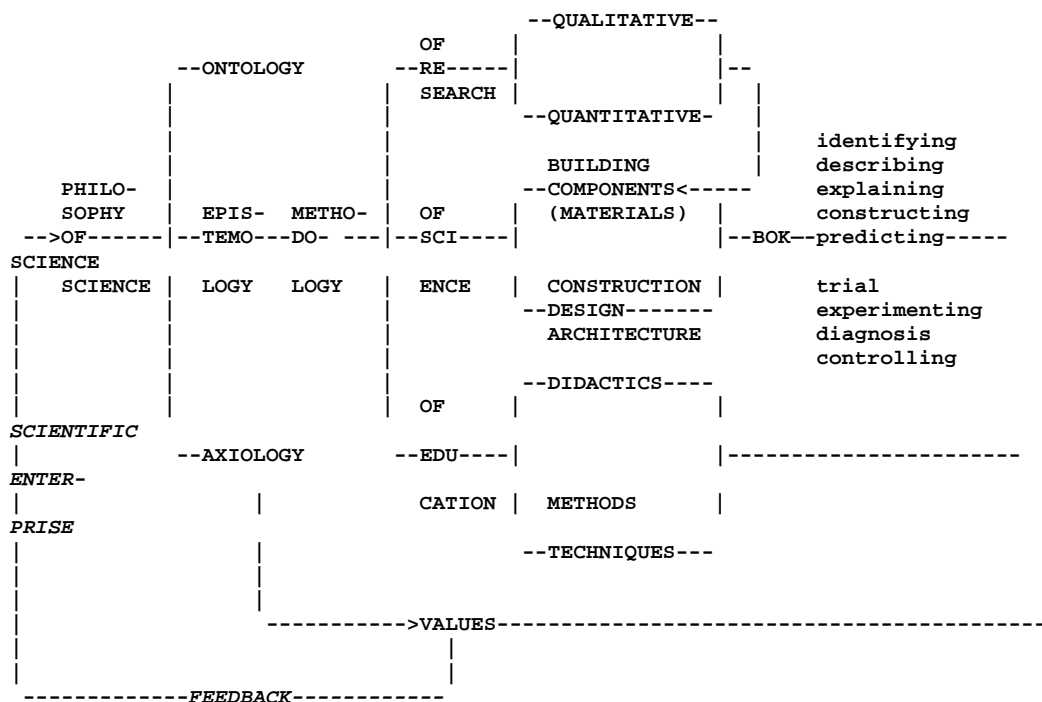 --QUALITATIVE--
OF | |
--ONTOLOGY --RE-----| |--
| | SEARCH | | |
| | --QUANTITATIVE- |
| | | identifying
| | BUILDING | describing
PHILO- | | --COMPONENTS<----- explaining
SOPHY | EPIS- METHO- | OF | (MATERIALS) | constructing
-->OF------|--TEMO---DO- ---|--SCI----| |--BOK--predicting-----
SCIENCE
| SCIENCE | LOGY LOGY | ENCE | CONSTRUCTION | trial
| | | --DESIGN------- experimenting
| | | ARCHITECTURE diagnosis
| | | controlling
| | | --DIDACTICS----
| | | OF | |
SCIENTIFIC
| --AXIOLOGY --EDU----| |-----------------------
ENTER-
| | CATION | METHODS |
PRISE
| | --TECHNIQUES---
| |
| |
| ----------->VALUES--------------------------------------------------------
| |
| |
-------------FEEDBACK------------